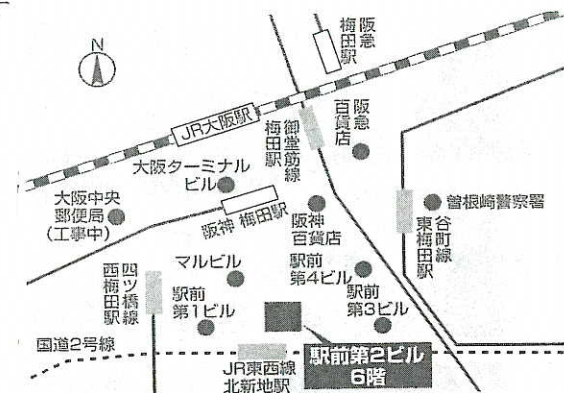 N
阪急
梅田駅
JR大阪駅
御堂筋線
梅田駅
阪急
百貨店
大阪ターミナル
ビル
大阪中央
郵便局
(工事中)
阪神 梅田駅
阪神
百貨店
曽根崎警察署
谷町線
東梅田駅
四ツ橋線
西梅田駅
マルビル
駅前
第1ビル
駅前
第4ビル
駅前
第3ビル
国道2号線
JR東西線
北新地駅
駅前第2ビル
6階